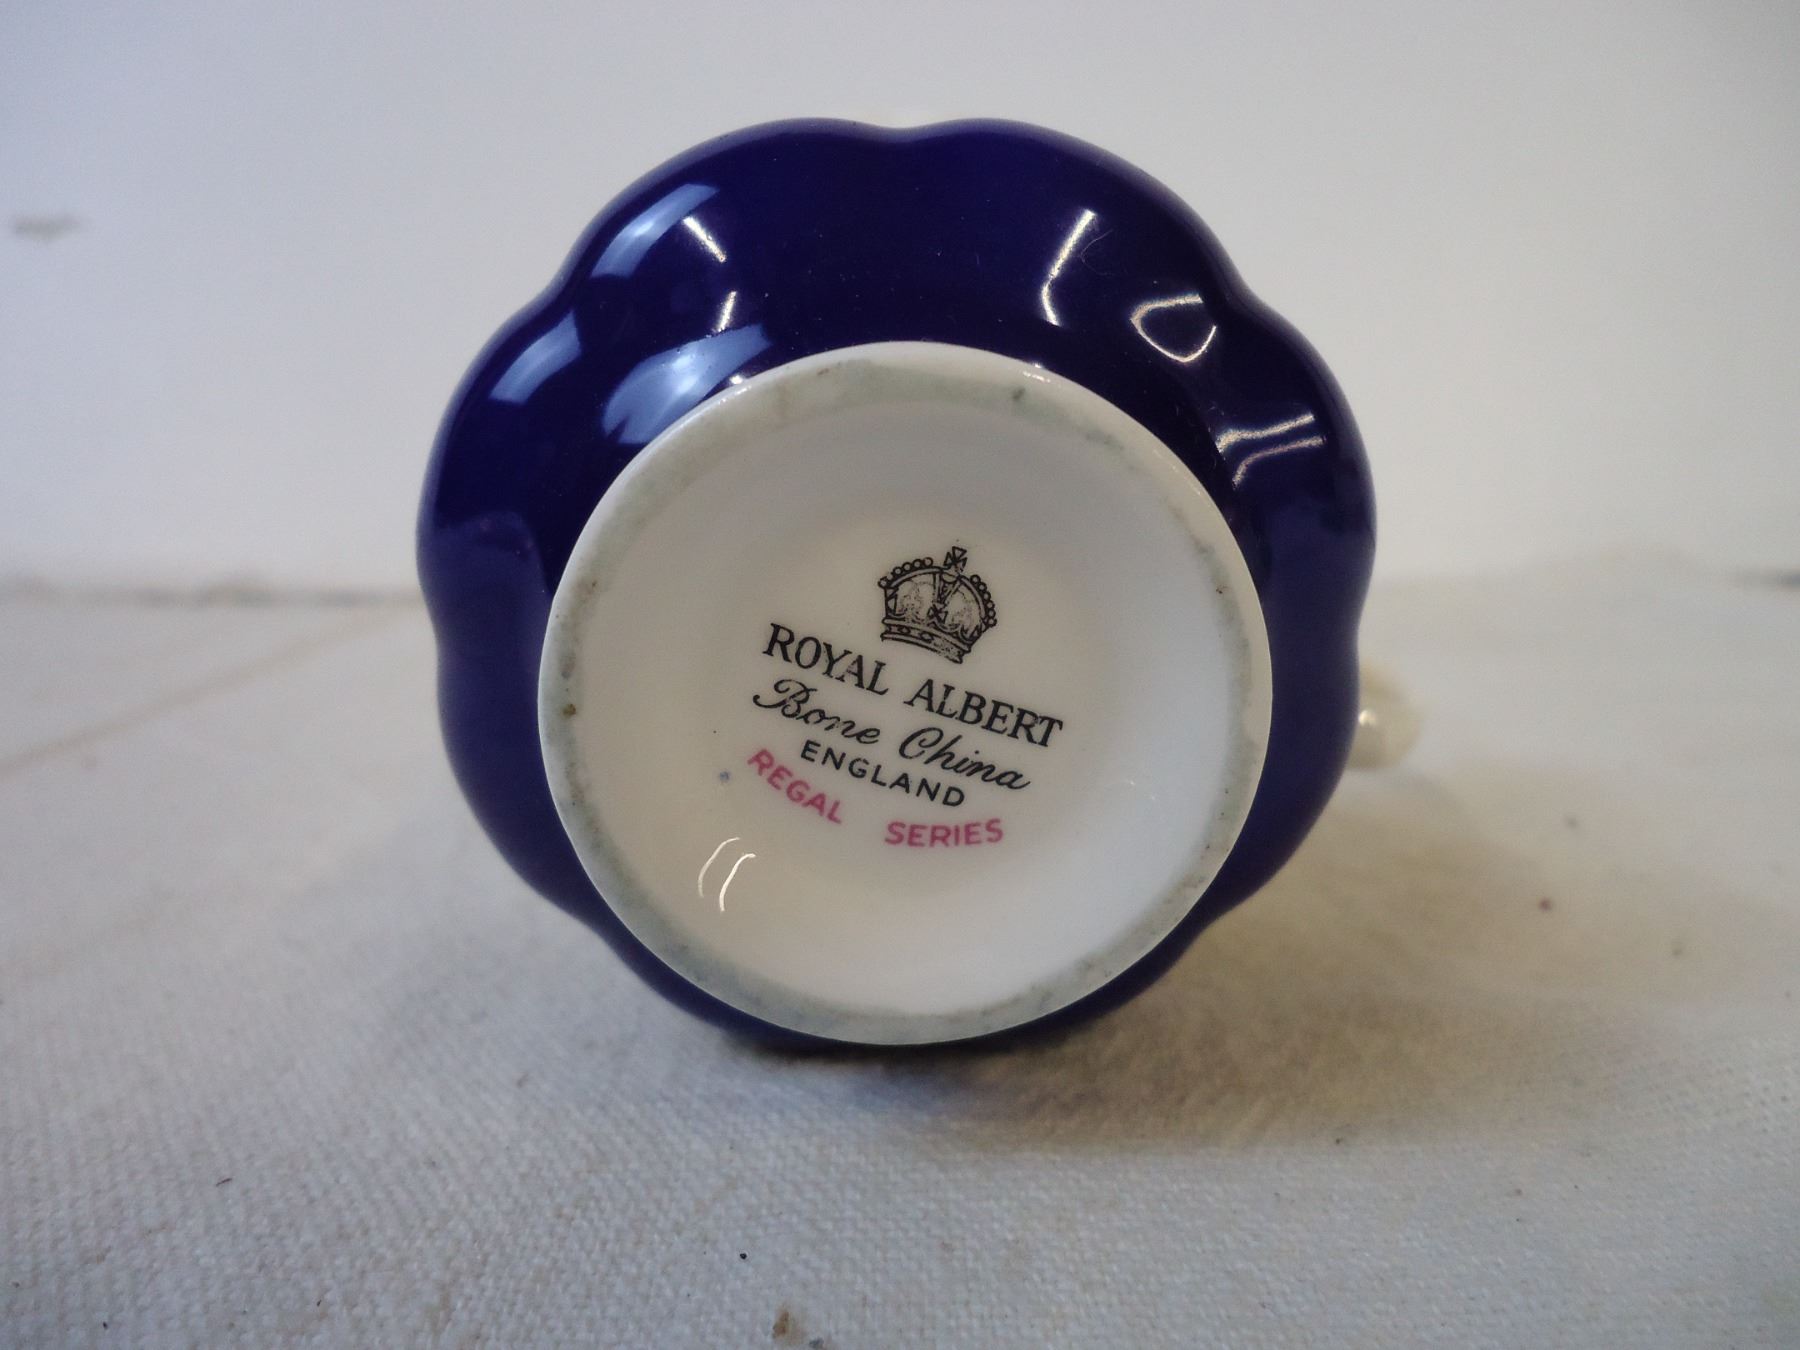 ROYAL ALBERT
Bone China
ENGLAND
REGAL SERIES